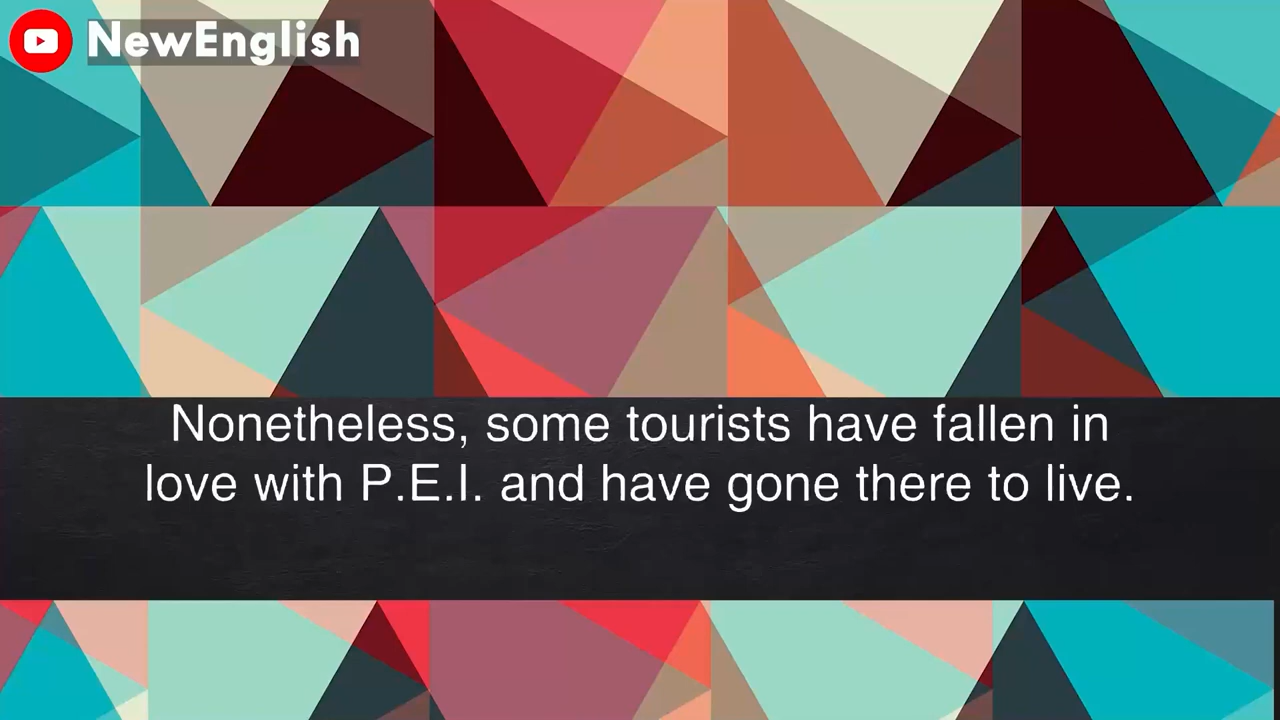 NewEnglish
Nonetheless, some tourists have fallen in
love with P.E.I. and have gone there to live.